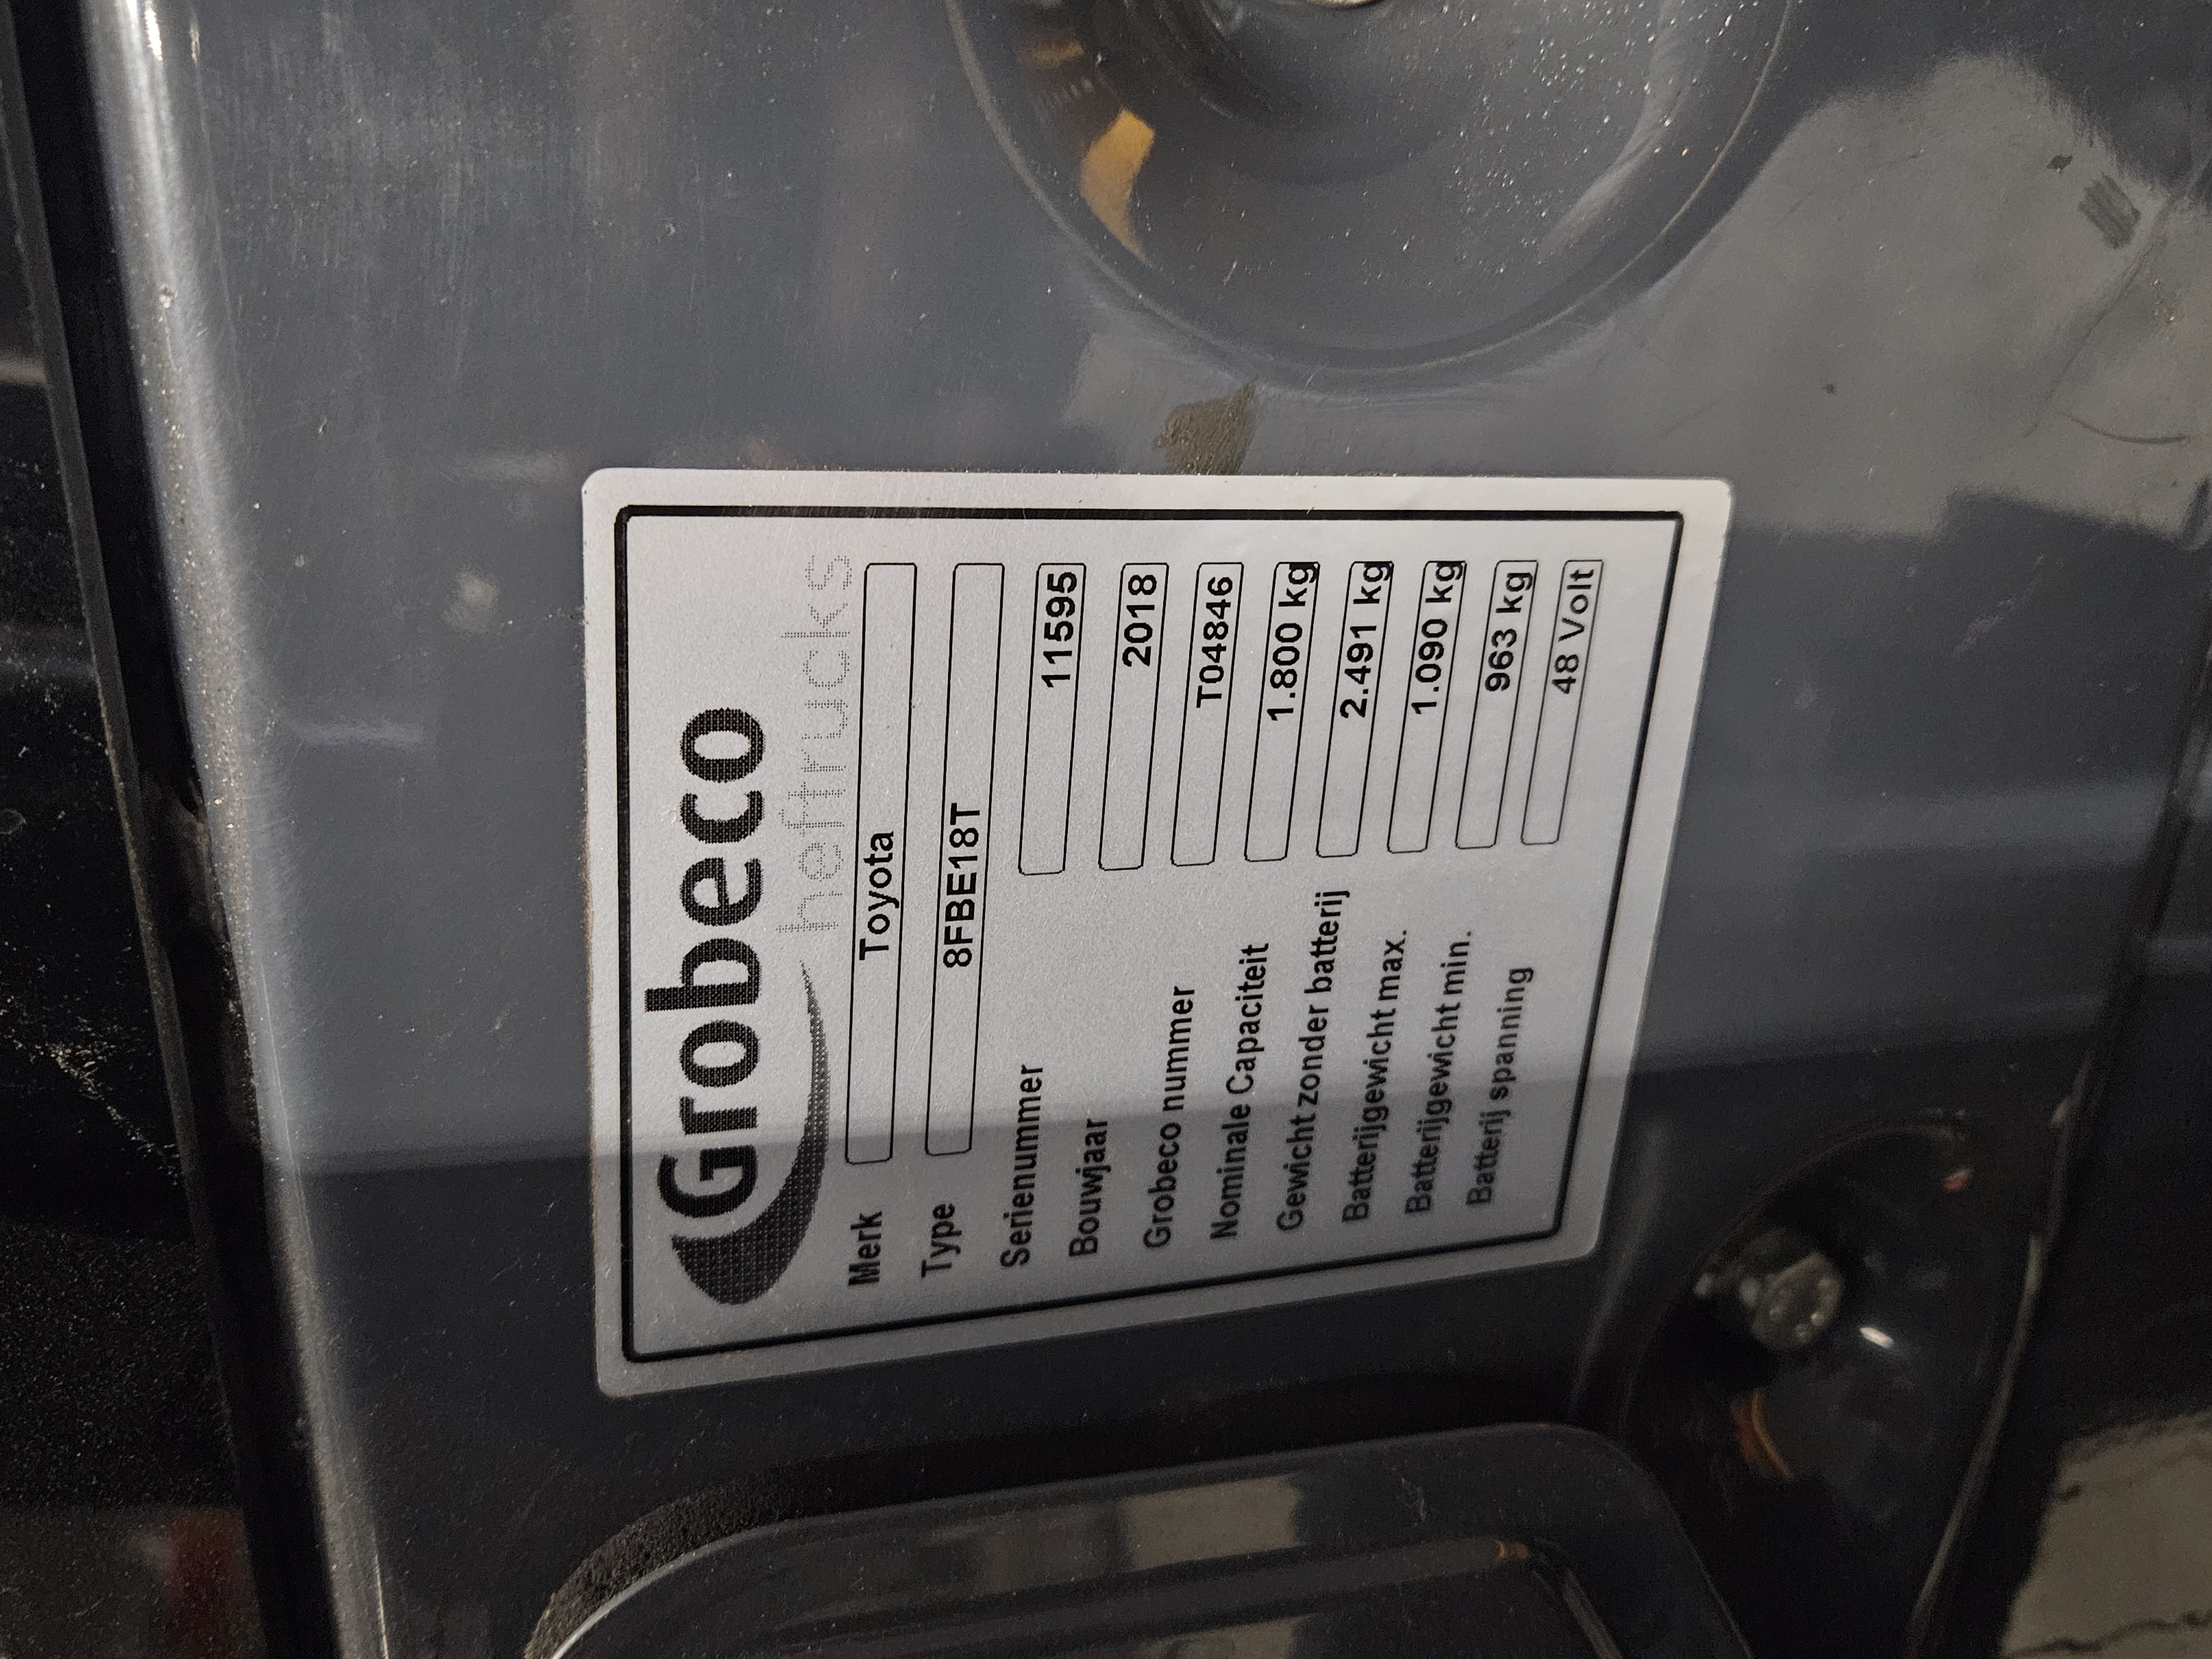 Grobeco
heftrucks
Merk Toyota
Type 8FBE18T
Serienummer 11595
Bouwjaar 2018
Grobeco nummer T04846
Nominale Capaciteit 1.800 kg
Gewicht zonder batterij 2.491 kg
Batterijgewicht max. 1.090 kg
Batterijgewicht min. 963 kg
Batterij spanning 48 Volt